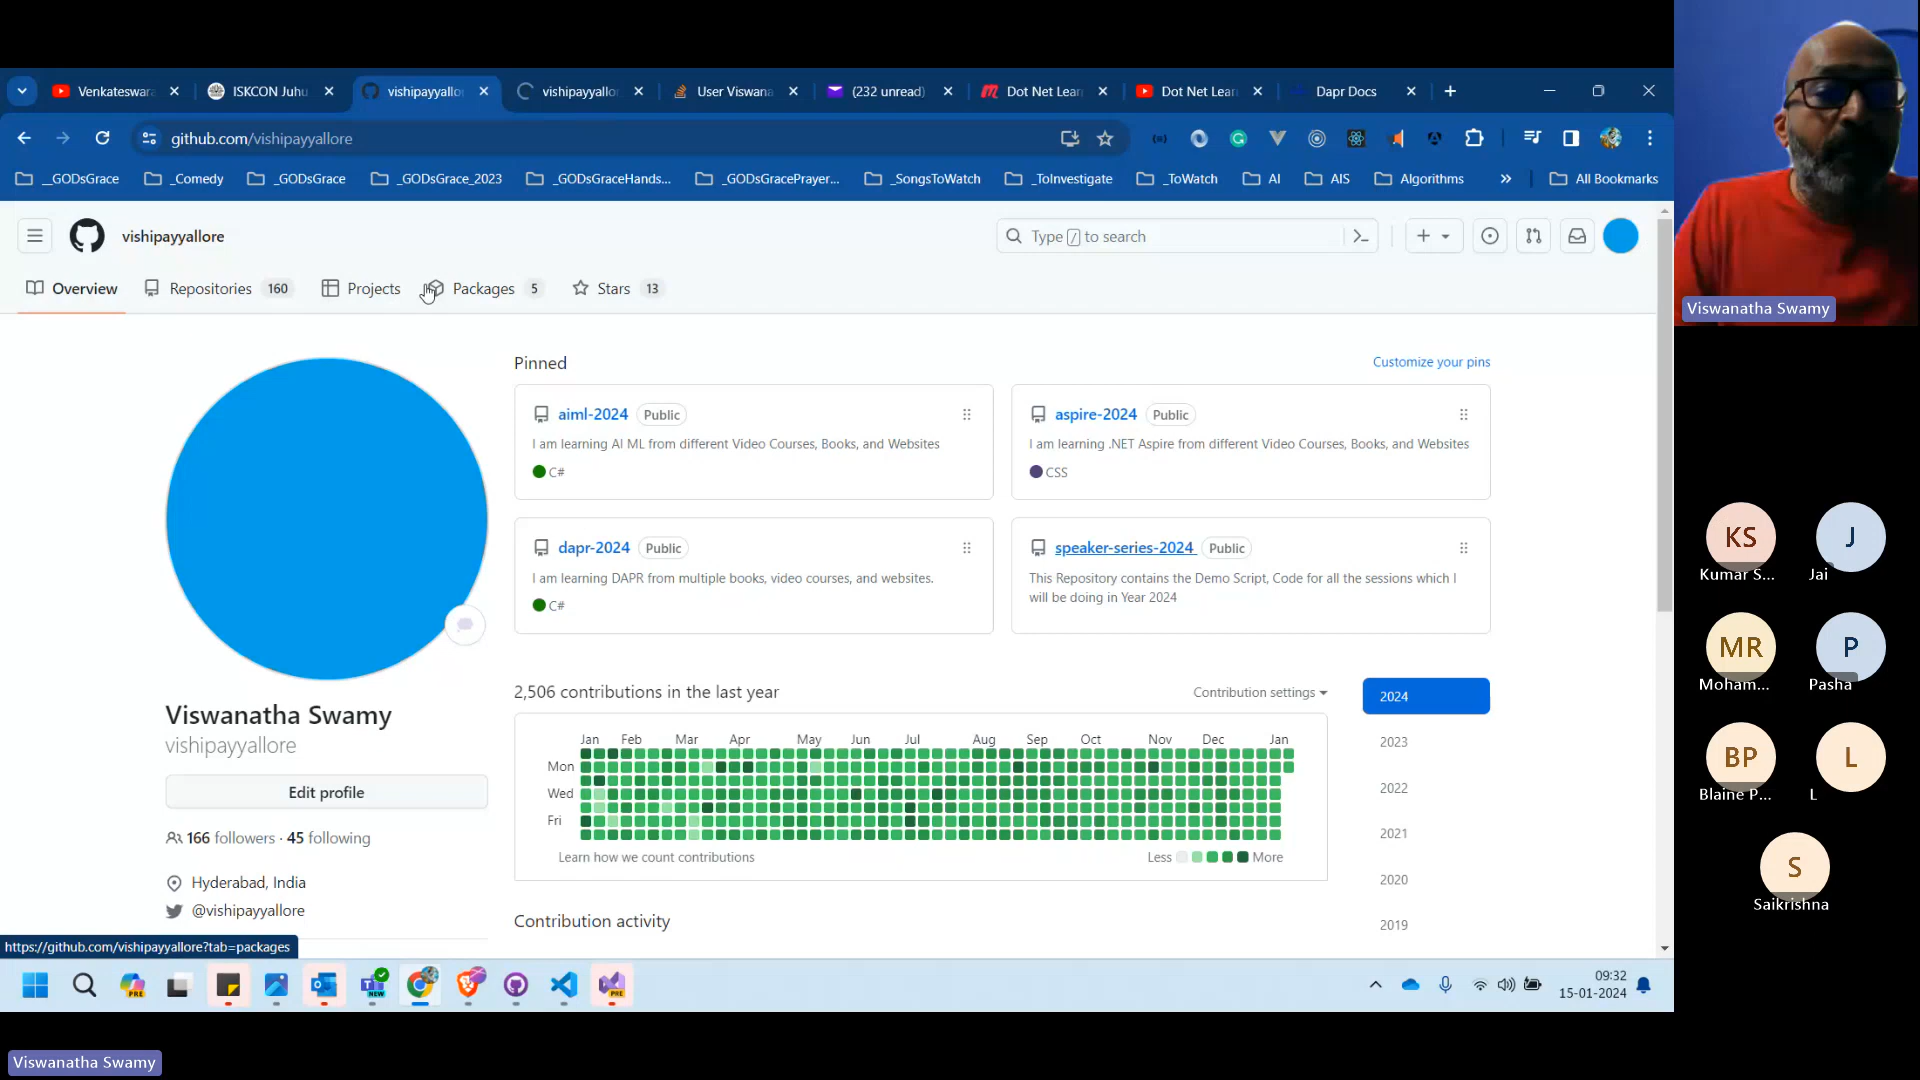 Venkateswar
ISKCON Juhu
vishipayyallo
vishipayyallor
User Viswana
(232 unread)
Dot Net Lear
Dot Net Lear
Dapr Docs
github.com/vishipayyallore
__GODsGrace
_Comedy
_GODsGrace
_GODsGrace_2023
_GODsGraceHands...
_GODsGracePrayer...
_SongsToWatch
_ToInvestigate
_ToWatch
AI
AIS
Algorithms
»
All Bookmarks
vishipayyallore
Type / to search
Overview
Repositories 160
Projects
Packages 5
Stars 13
Pinned
Customize your pins
aiml-2024 Public
I am learning AI ML from different Video Courses, Books, and Websites
C#
aspire-2024 Public
I am learning .NET Aspire from different Video Courses, Books, and Websites
CSS
dapr-2024 Public
I am learning DAPR from multiple books, video courses, and websites.
C#
speaker-series-2024 Public
This Repository contains the Demo Script, Code for all the sessions which I
will be doing in Year 2024
Viswanatha Swamy
vishipayyallore
Edit profile
166 followers · 45 following
Hyderabad, India
@vishipayyallore
2,506 contributions in the last year
Contribution settings
Jan Feb Mar Apr May Jun Jul Aug Sep Oct Nov Dec Jan
Mon
Wed
Fri
Learn how we count contributions
Less More
2024
2023
2022
2021
2020
2019
Contribution activity
https://github.com/vishipayyallore?tab=packages
PRE
NEW
PRE
09:32
15-01-2024
Viswanatha Swamy
KS
Kumar S...
J
Jai
MR
Moham...
P
Pasha
BP
Blaine P...
L
L
S
Saikrishna
Viswanatha Swamy